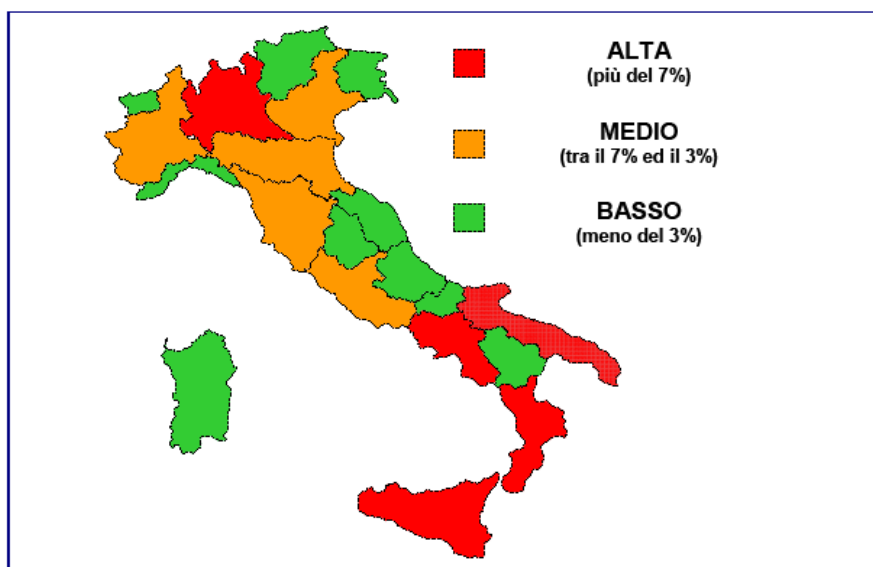 ALTA
(più del 7%)
MEDIO
(tra il 7% ed il 3%)
BASSO
(meno del 3%)